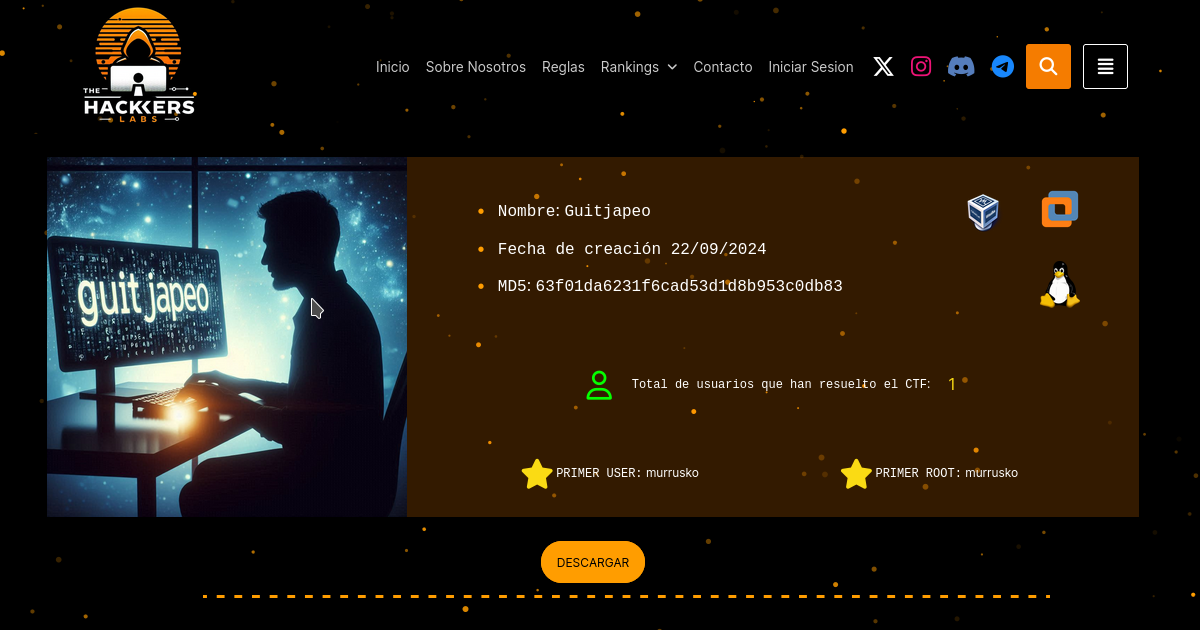 THE
HACKKERS
LABS
Inicio Sobre Nosotros Reglas Rankings Contacto Iniciar Sesion
guit japeo
Nombre: Guitjapeo
Fecha de creación 22/09/2024
MD5: 63f01da6231f6cad53d1d8b953c0db83
Total de usuarios que han resuelto el CTF: 1
PRIMER USER: murrusko PRIMER ROOT: murrusko
DESCARGAR